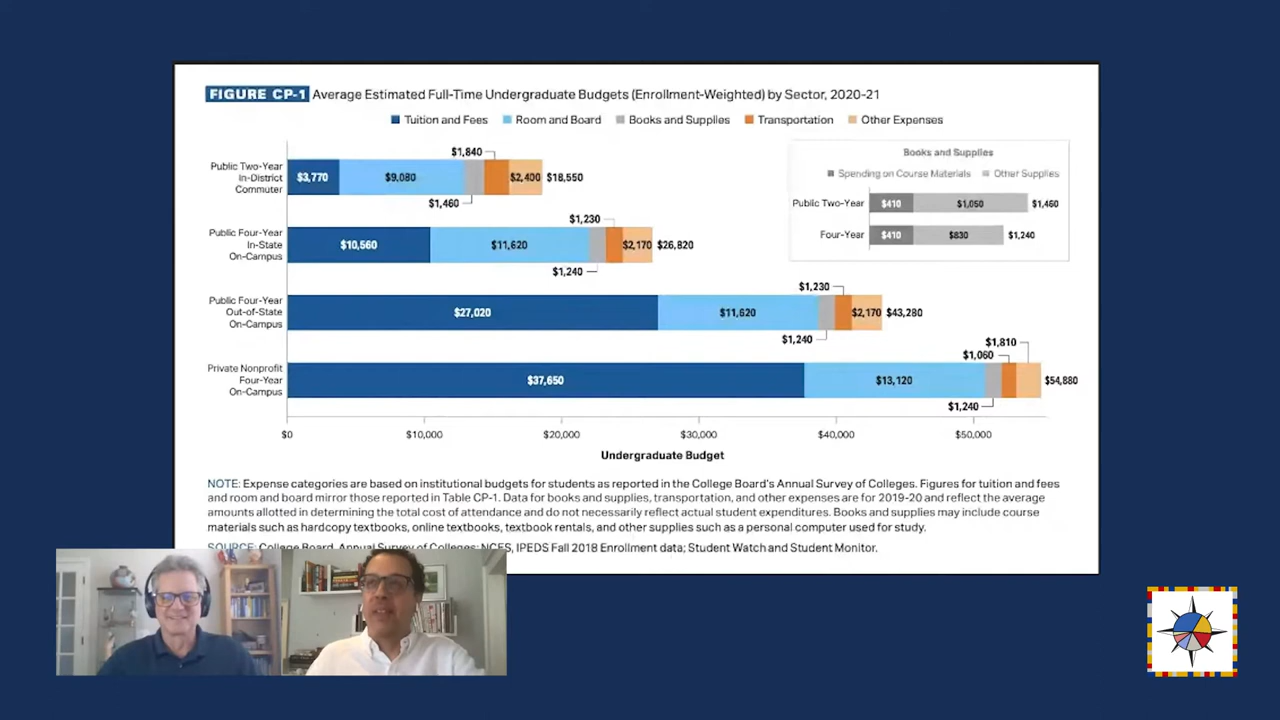 FIGURE CP-1 Average Estimated Full-Time Undergraduate Budgets (Enrollment-Weighted) by Sector, 2020-21
Tuition and Fees Room and Board Books and Supplies Transportation Other Expenses
Public Two-Year
In-District
Commuter
$3,770 $9,080 $1,460 $1,840 $2,400 $18,550
Public Four-Year
In-State
On-Campus
$10,560 $11,620 $1,240 $1,230 $2,170 $26,820
Public Four-Year
Out-of-State
On-Campus
$27,020 $11,620 $1,240 $1,230 $2,170 $43,280
Private Nonprofit
Four-Year
On-Campus
$37,650 $13,120 $1,240 $1,060 $1,810 $54,880
$0 $10,000 $20,000 $30,000 $40,000 $50,000
Undergraduate Budget
Books and Supplies
Spending on Course Materials Other Supplies
Public Two-Year $410 $1,050 $1,460
Four-Year $410 $830 $1,240
NOTE: Expense categories are based on institutional budgets for students as reported in the College Board's Annual Survey of Colleges. Figures for tuition and fees
and room and board mirror those reported in Table CP-1. Data for books and supplies, transportation, and other expenses are for 2019-20 and reflect the average
amounts allotted in determining the total cost of attendance and do not necessarily reflect actual student expenditures. Books and supplies may include course
materials such as hardcopy textbooks, online textbooks, textbook rentals, and other supplies such as a personal computer used for study.
SOURCE: College Board, Annual Survey of Colleges; NCES, IPEDS Fall 2018 Enrollment data; Student Watch and Student Monitor.